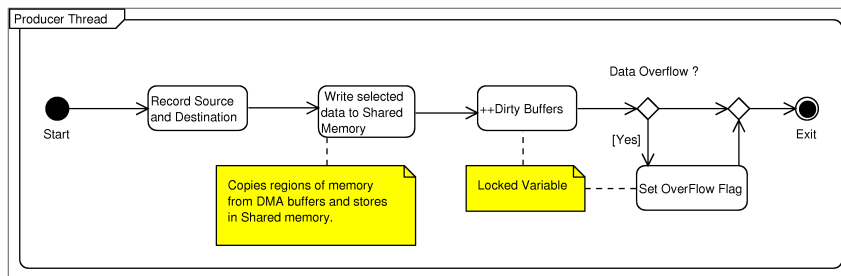 Producer Thread
Data Overflow ?
Record Source
and Destination
Write selected
data to Shared
Memory
++Dirty Buffers
Start
Exit
[Yes]
Copies regions of memory
from DMA buffers and stores
in Shared memory.
Locked Variable
Set OverFlow Flag